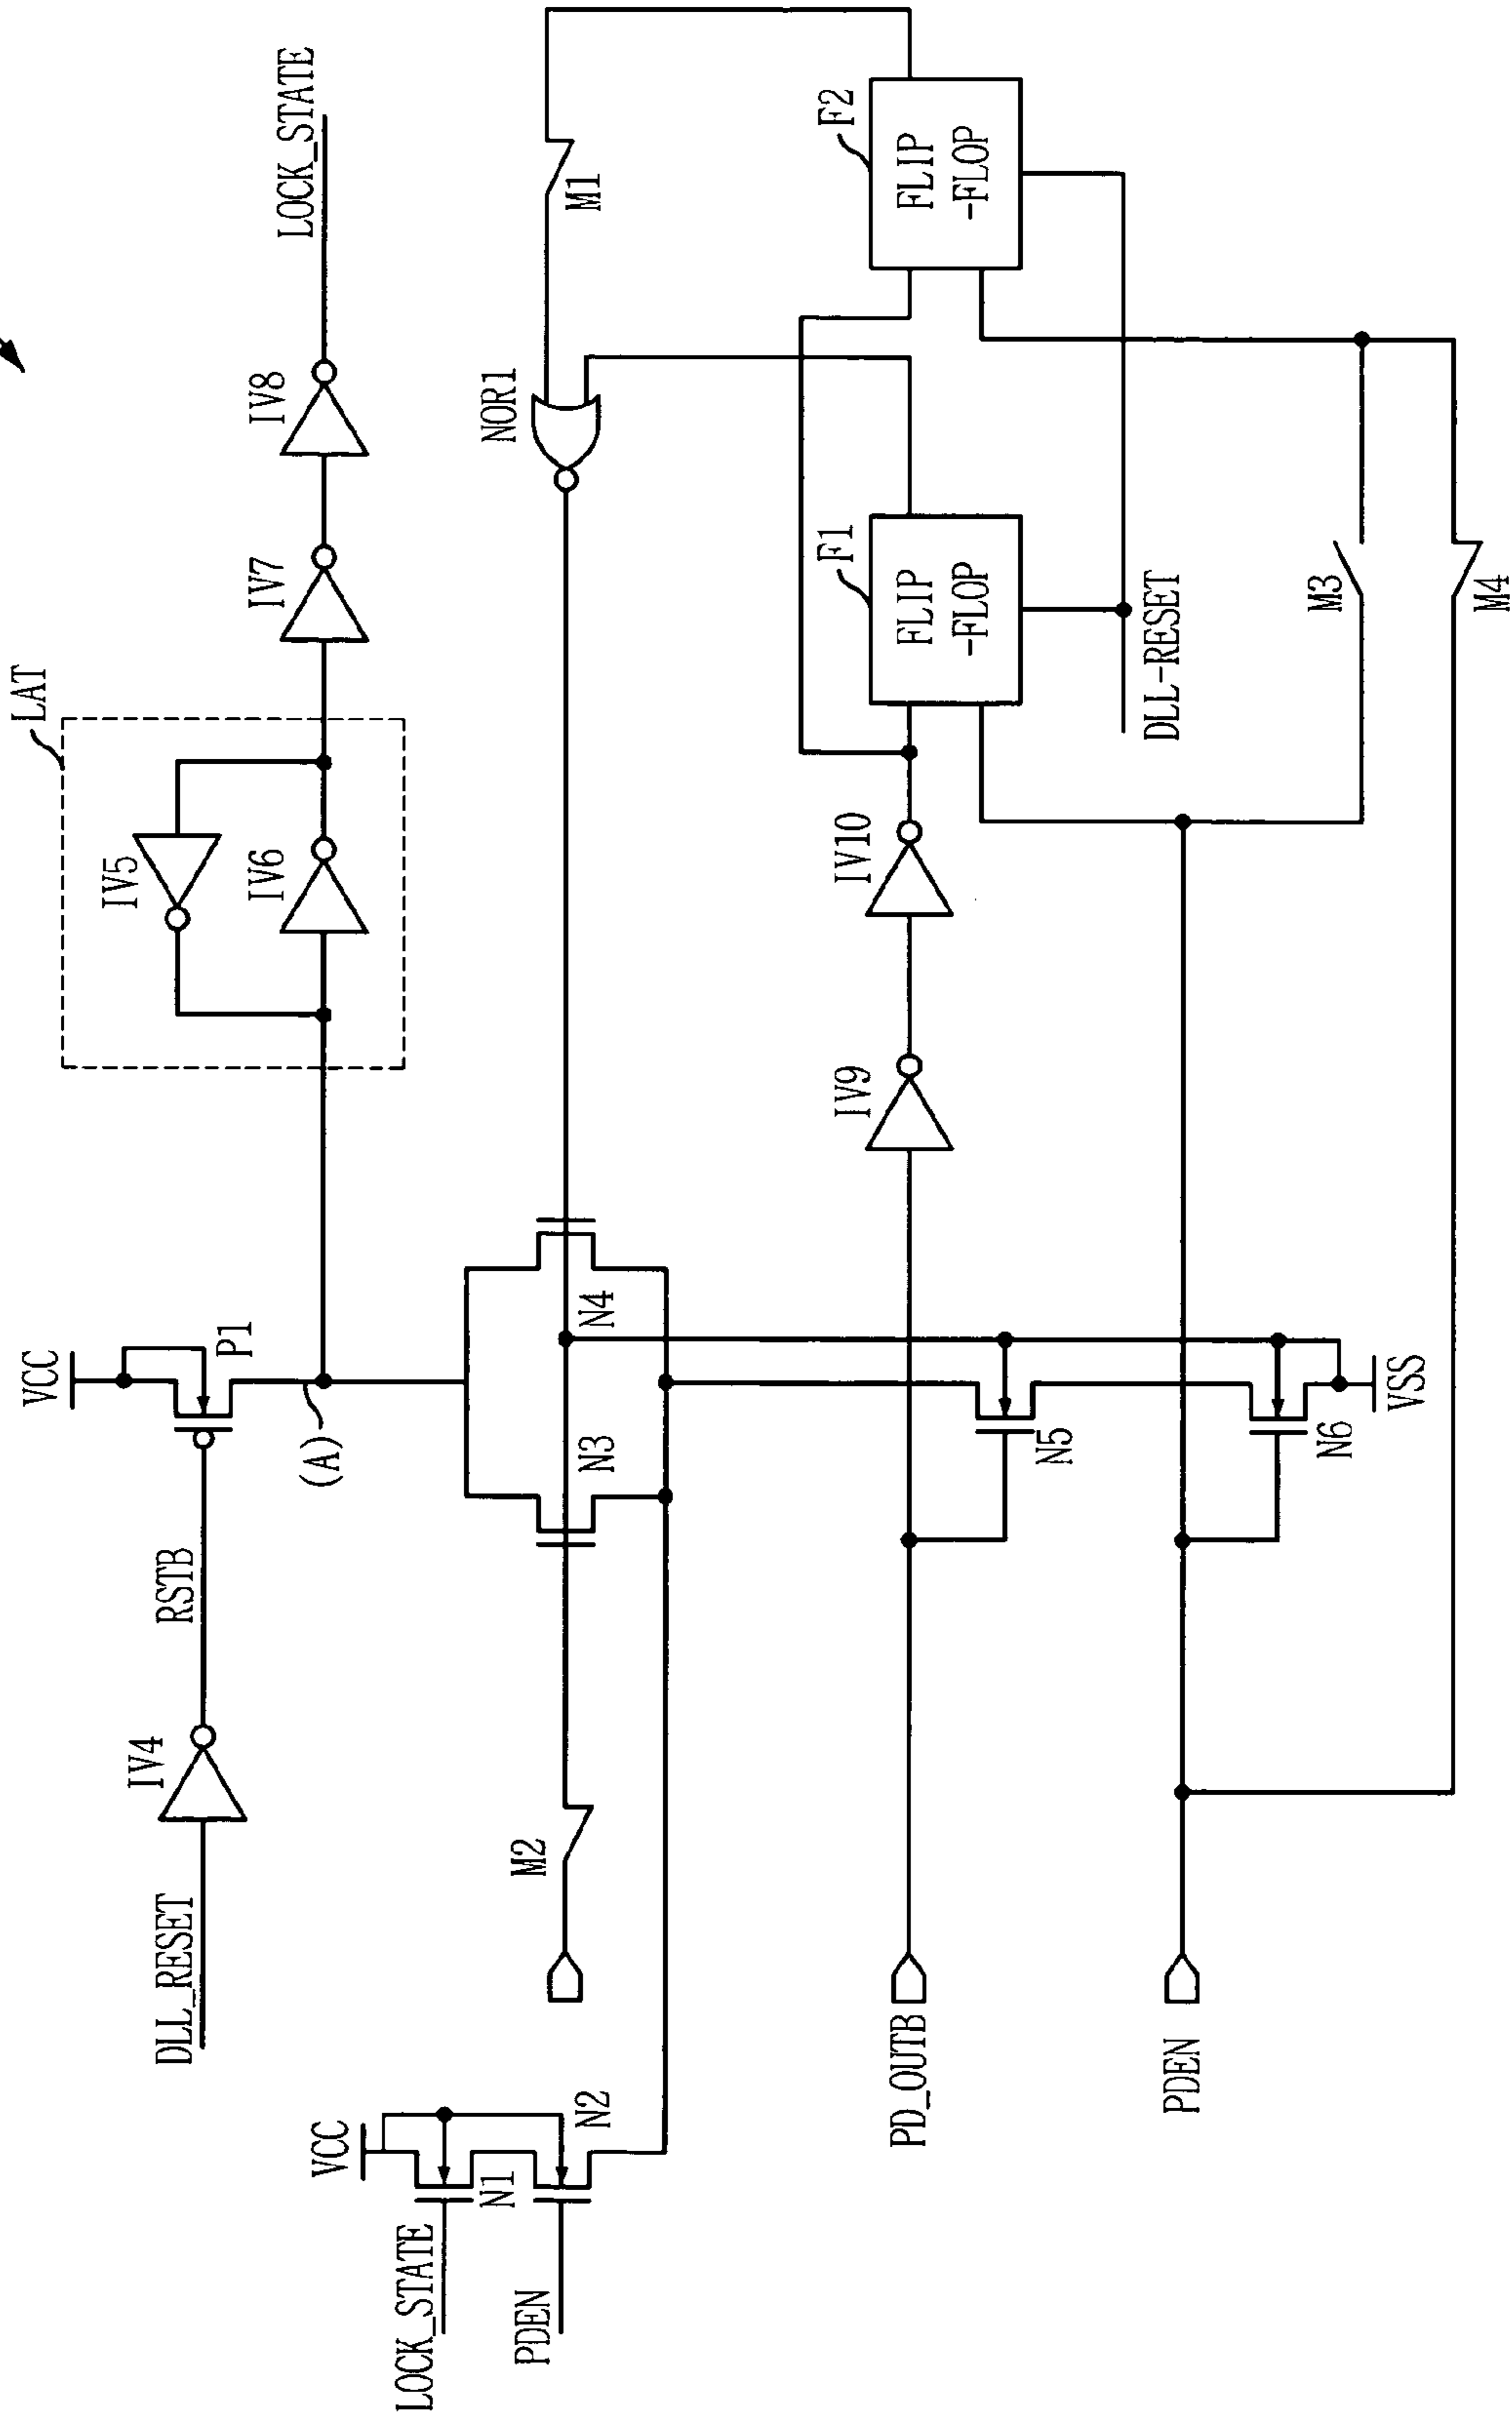 LOCK_STATE
IV8
IV7
LAT
IV5
IV6
VCC
P1
(A)
RSTB
IV4
DLL_RESET
M1
NOR1
N4
N3
M2
VCC
N1
N2
LOCK_STATE
PDEN
F2
FLIP
-FLOP
F1
FLIP
-FLOP
IV10
IV9
DLL-RESET
M3
M4
N5
N6
VSS
PD_OUTB
PDEN